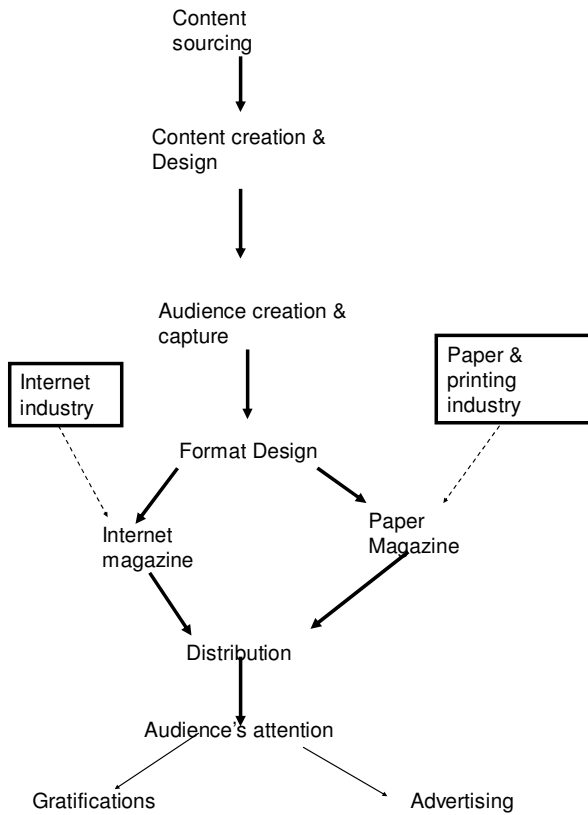 Content
sourcing
Content creation &
Design
Audience creation &
capture
Internet
industry
Paper &
printing
industry
Format Design
Internet
magazine
Paper
Magazine
Distribution
Audience’s attention
Gratifications
Advertising